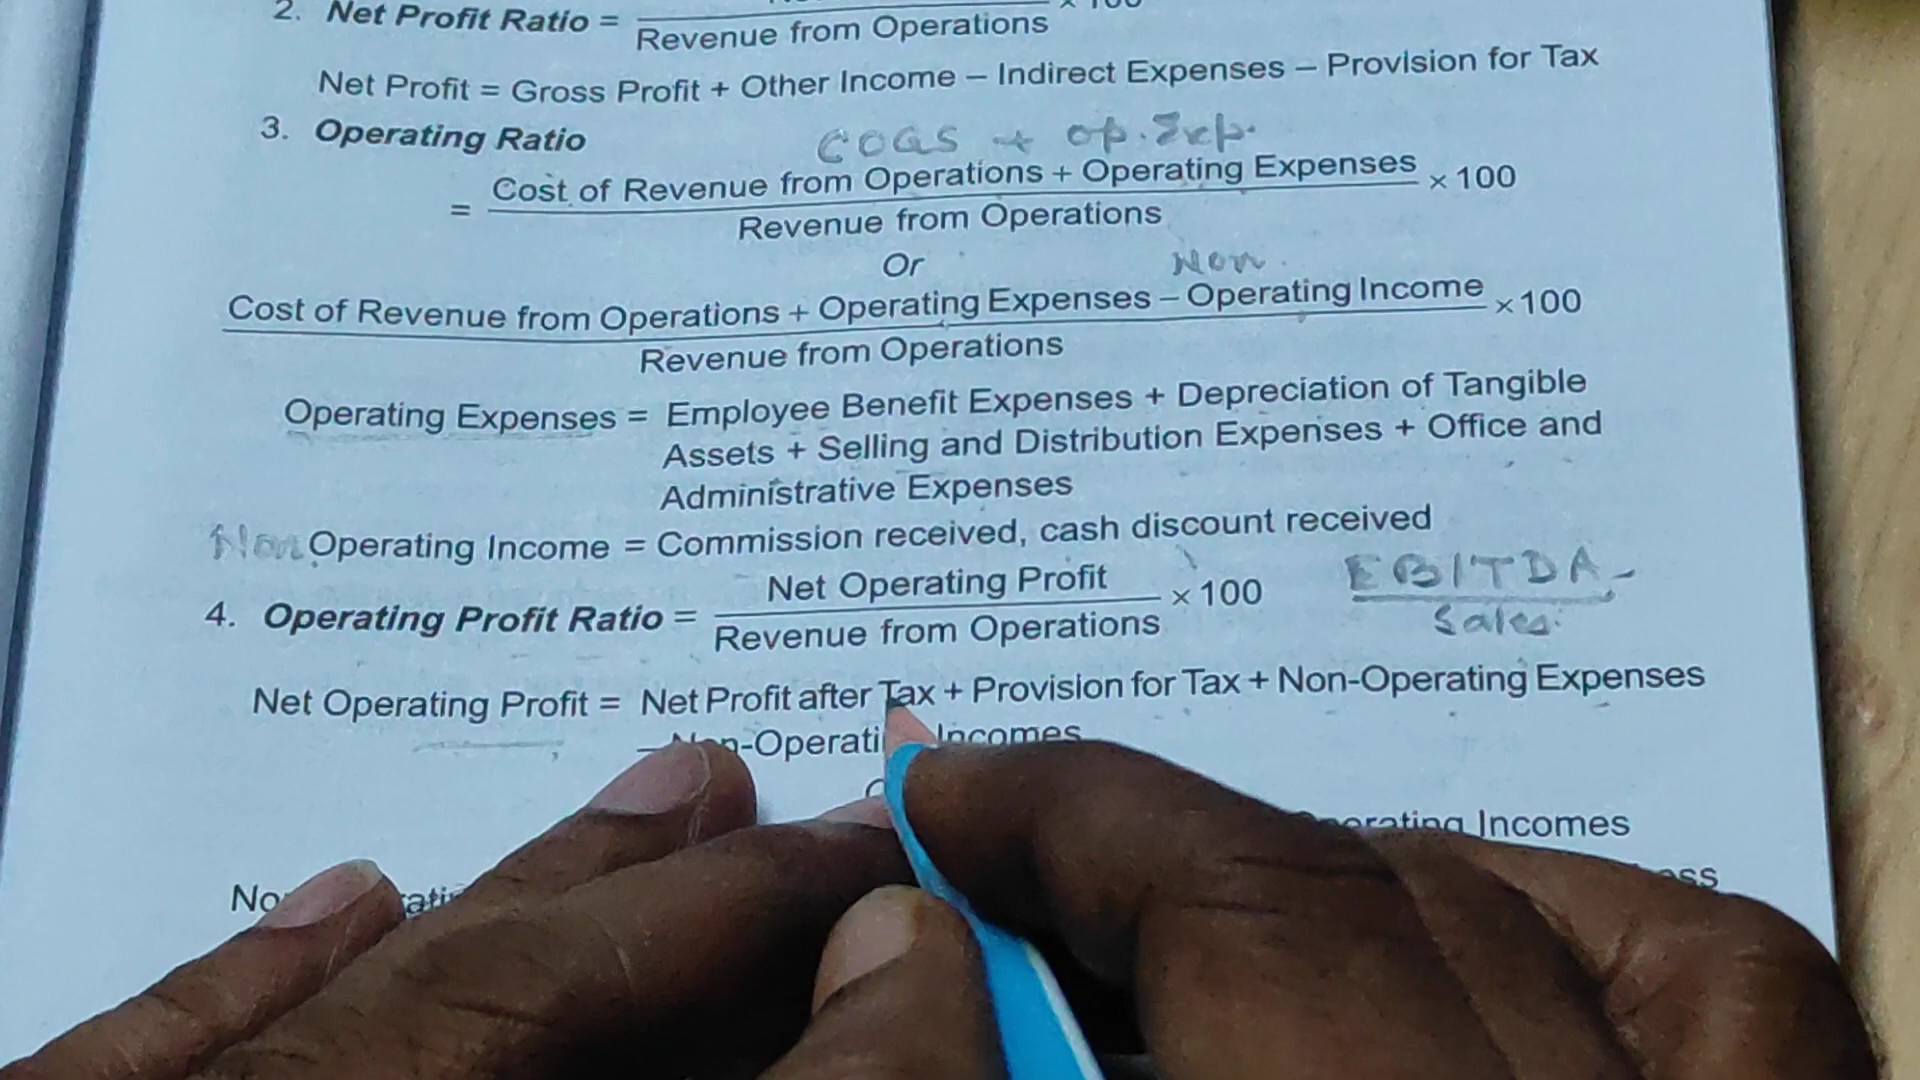 2. Net Profit Ratio = Revenue from Operations × 100
Net Profit = Gross Profit + Other Income – Indirect Expenses – Provision for Tax
3. Operating Ratio
COGS + op. Exp.
= Cost of Revenue from Operations + Operating Expenses × 100
Revenue from Operations
Or
Non
Cost of Revenue from Operations + Operating Expenses – Operating Income × 100
Revenue from Operations
Operating Expenses = Employee Benefit Expenses + Depreciation of Tangible
Assets + Selling and Distribution Expenses + Office and
Administrative Expenses
Non Operating Income = Commission received, cash discount received
Net Operating Profit
4. Operating Profit Ratio = × 100
Revenue from Operations
EBITDA
Sales
Net Operating Profit = Net Profit after Tax + Provision for Tax + Non-Operating Expenses
– Non-Operating Incomes
Incomes